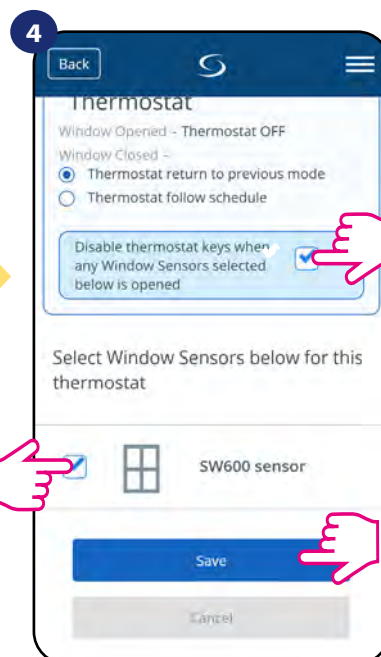 4
Back
Thermostat
Window Opened - Thermostat OFF
Window Closed -
Thermostat return to previous mode
Thermostat follow schedule
Disable thermostat keys when
any Window Sensors selected
below is opened
Select Window Sensors below for this
thermostat
SW600 sensor
Save
Cancel